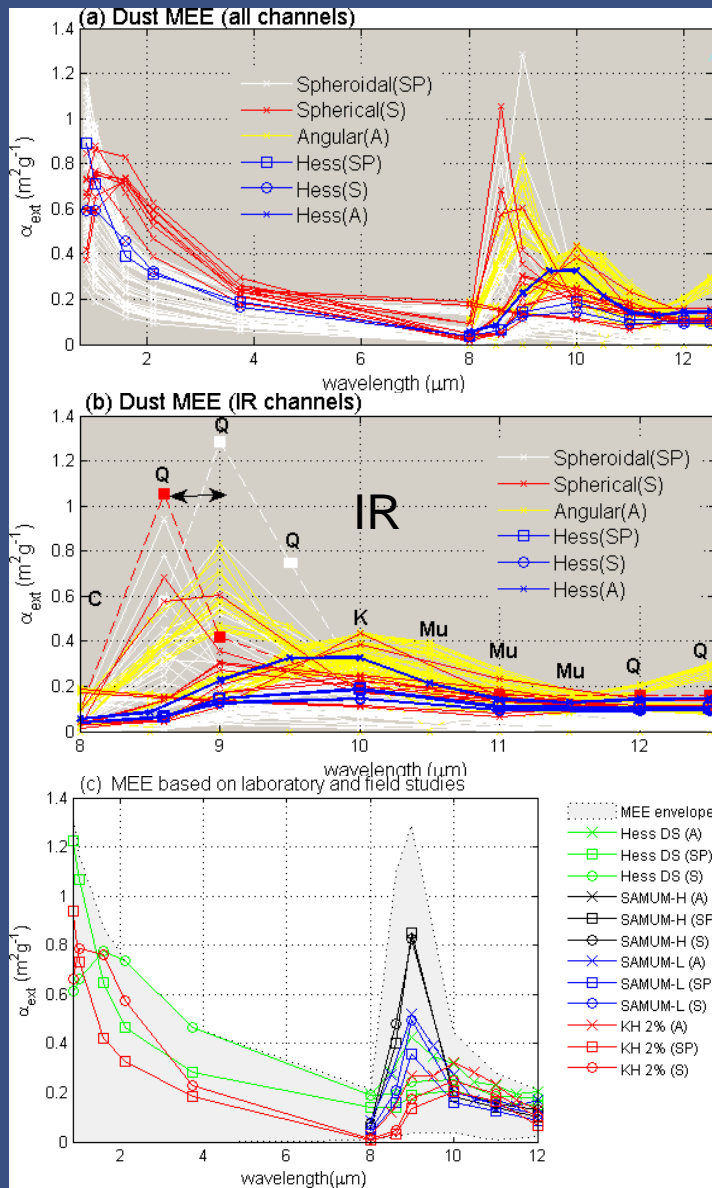 (a) Dust MEE (all channels)
1.4
1.2
1
0.8
0.6
0.4
0.2
0
αext (m²g⁻¹)
Spheroidal(SP)
Spherical(S)
Angular(A)
Hess(SP)
Hess(S)
Hess(A)
2 4 6 8 10 12
wavelength (μm)
(b) Dust MEE (IR channels)
1.4
1.2
1
0.8
0.6
0.4
0.2
0
αext (m²g⁻¹)
Q
Q
Q
C
IR
K
Mu
Mu
Mu
Q
Q
Spheroidal(SP)
Spherical(S)
Angular(A)
Hess(SP)
Hess(S)
Hess(A)
8 9 10 11 12
wavelength (μm)
(c) MEE based on laboratory and field studies
1.4
1.2
1
0.8
0.6
0.4
0.2
0
αext (m²g⁻¹)
2 4 6 8 10 12
wavelength(μm)
MEE envelope
Hess DS (A)
Hess DS (SP)
Hess DS (S)
SAMUM-H (A)
SAMUM-H (SP
SAMUM-H (S)
SAMUM-L (A)
SAMUM-L (SP
SAMUM-L (S)
KH 2% (A)
KH 2% (SP)
KH 2% (S)